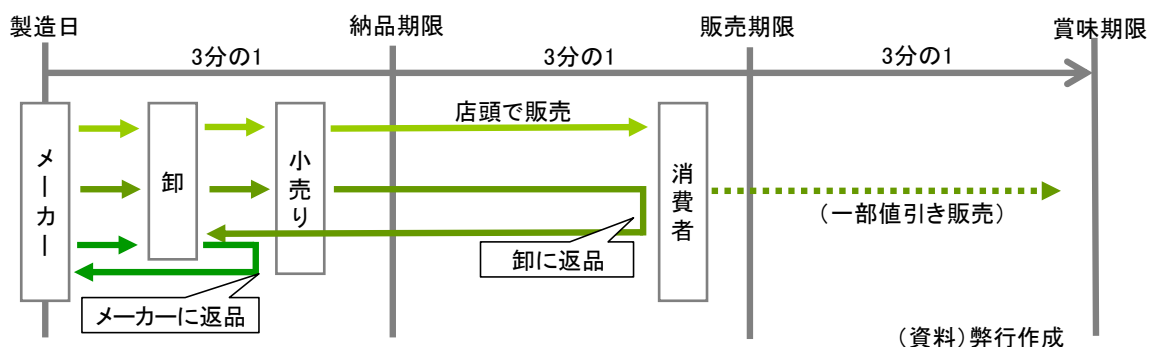 製造日
納品期限
販売期限
賞味期限
3分の1
3分の1
3分の1
メーカー
卸
小売り
店頭で販売
消費者
（一部値引き販売）
卸に返品
メーカーに返品
（資料）弊行作成